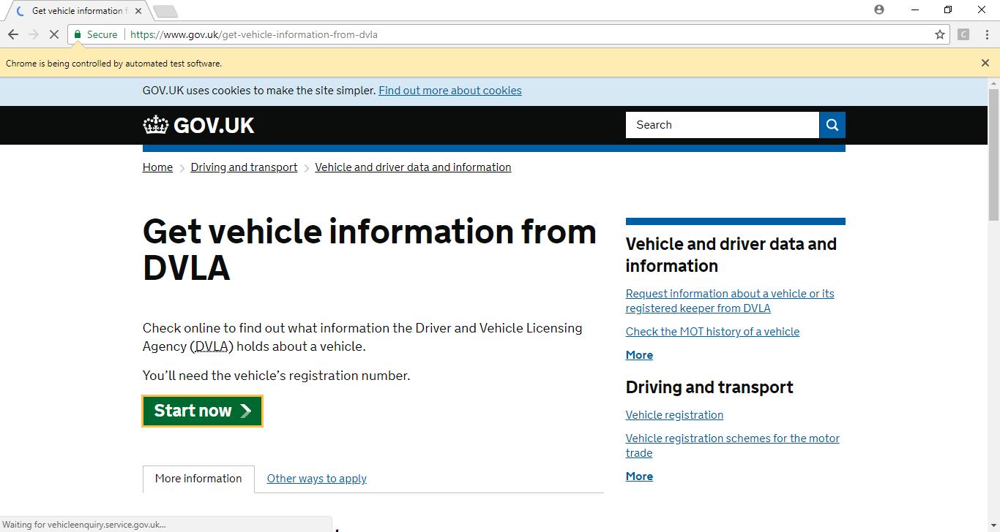 Get vehicle information f
Secure
https://www.gov.uk/get-vehicle-information-from-dvla
C
Chrome is being controlled by automated test software.
GOV.UK uses cookies to make the site simpler. Find out more about cookies
GOV.UK
Search
Home
Driving and transport
Vehicle and driver data and information
Get vehicle information from
DVLA
Check online to find out what information the Driver and Vehicle Licensing
Agency (DVLA) holds about a vehicle.
You’ll need the vehicle’s registration number.
Start now
More information
Other ways to apply
Vehicle and driver data and
information
Request information about a vehicle or its
registered keeper from DVLA
Check the MOT history of a vehicle
More
Driving and transport
Vehicle registration
Vehicle registration schemes for the motor
trade
More
Waiting for vehicleenquiry.service.gov.uk...